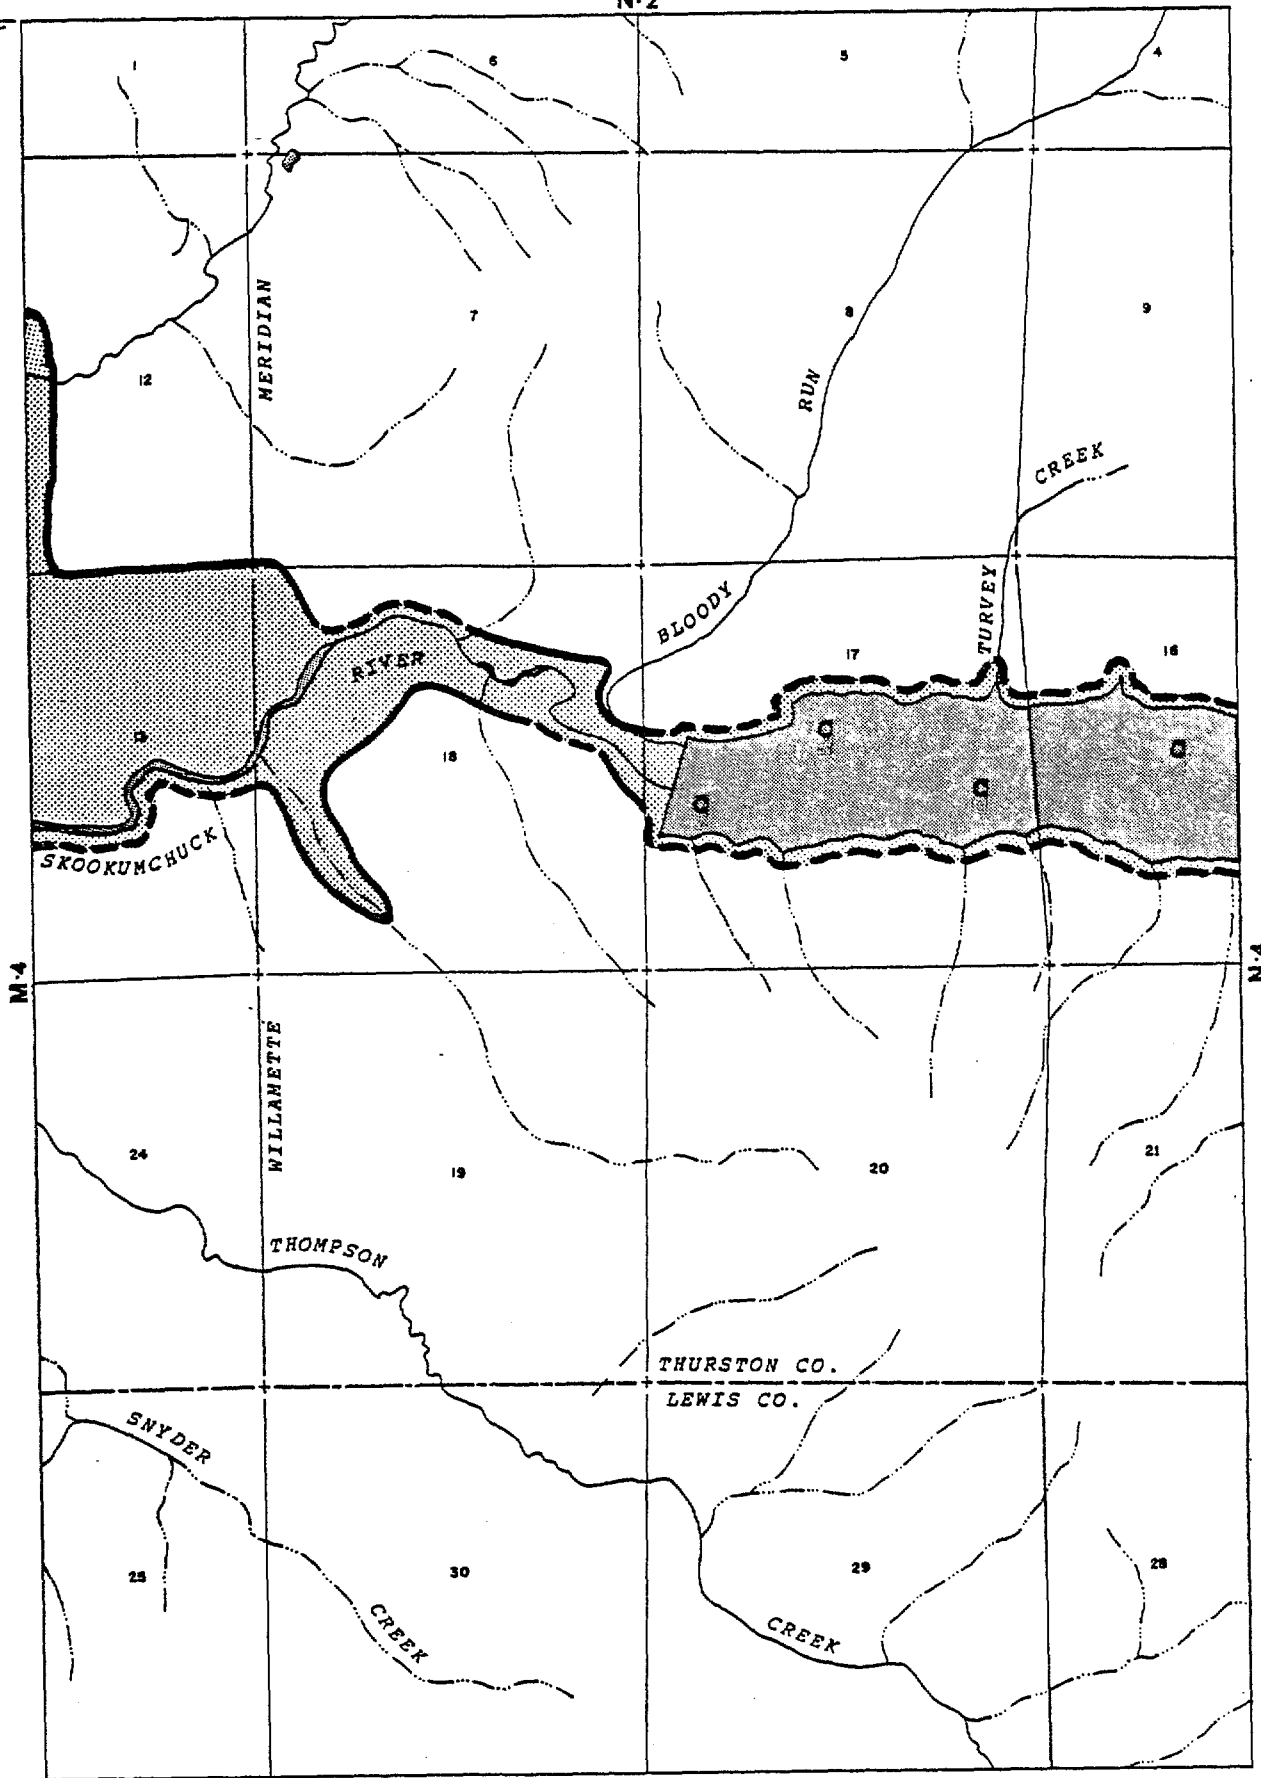 N·2
1
6
5
4
MERIDIAN
7
8
9
12
RUN
CREEK
BLOODY
TURVEY
RIVER
17
16
18
SKOOKUMCHUCK
M·4
N·4
WILLAMETTE
24
19
20
21
THOMPSON
THURSTON CO.
LEWIS CO.
SNYDER
25
30
29
28
CREEK
CREEK